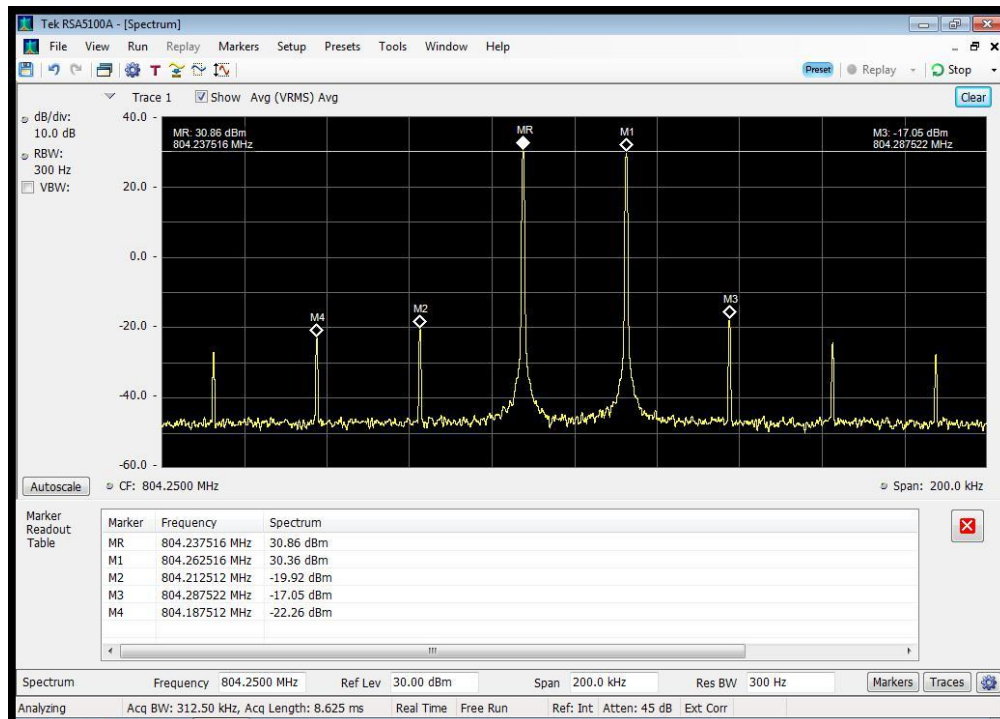 Tek RSA5100A - [Spectrum]
File View Run Replay Markers Setup Presets Tools Window Help
T Preset Replay Stop
Trace 1 Show Avg (VRMS) Avg Clear
dB/div:
10.0 dB
RBW:
300 Hz
VBW:
40.0 -
20.0 -
0.0 -
-20.0 -
-40.0 -
-60.0 -
MR: 30.86 dBm
804.237516 MHz
MR
M1
M3: -17.05 dBm
804.287522 MHz
M4
M2
M3
Autoscale CF: 804.2500 MHz Span: 200.0 kHz
Marker
Readout
Table
Marker Frequency Spectrum
MR 804.237516 MHz 30.86 dBm
M1 804.262516 MHz 30.36 dBm
M2 804.212512 MHz -19.92 dBm
M3 804.287522 MHz -17.05 dBm
M4 804.187512 MHz -22.26 dBm
Spectrum Frequency 804.2500 MHz Ref Lev 30.00 dBm Span 200.0 kHz Res BW 300 Hz Markers Traces
Analyzing Acq BW: 312.50 kHz, Acq Length: 8.625 ms Real Time Free Run Ref: Int Atten: 45 dB Ext Corr